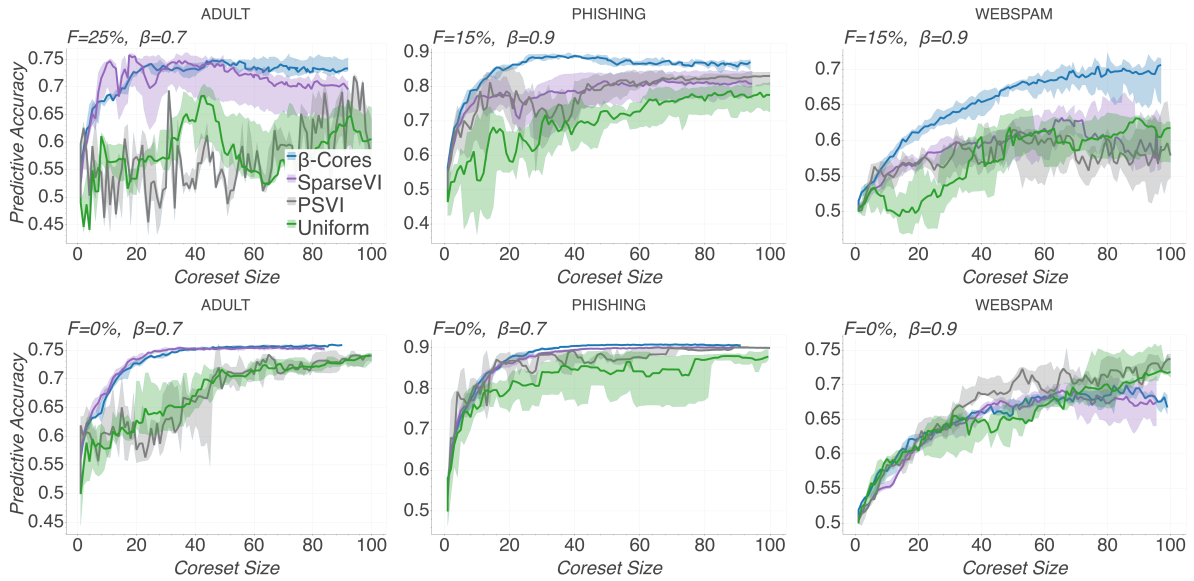 ADULT
PHISHING
WEBSPAM
F=25%, β=0.7
F=15%, β=0.9
F=15%, β=0.9
Predictive Accuracy
0.75
0.7
0.65
0.6
0.55
0.5
0.45
0.9
0.8
0.7
0.6
0.5
0.4
0.7
0.65
0.6
0.55
0.5
β-Cores
SparseVI
PSVI
Uniform
0 20 40 60 80 100
0 20 40 60 80 100
0 20 40 60 80 100
Coreset Size
Coreset Size
Coreset Size
ADULT
PHISHING
WEBSPAM
F=0%, β=0.7
F=0%, β=0.7
F=0%, β=0.9
Predictive Accuracy
0.75
0.7
0.65
0.6
0.55
0.5
0.45
0.9
0.8
0.7
0.6
0.5
0.75
0.7
0.65
0.6
0.55
0.5
0 20 40 60 80 100
0 20 40 60 80 100
0 20 40 60 80 100
Coreset Size
Coreset Size
Coreset Size